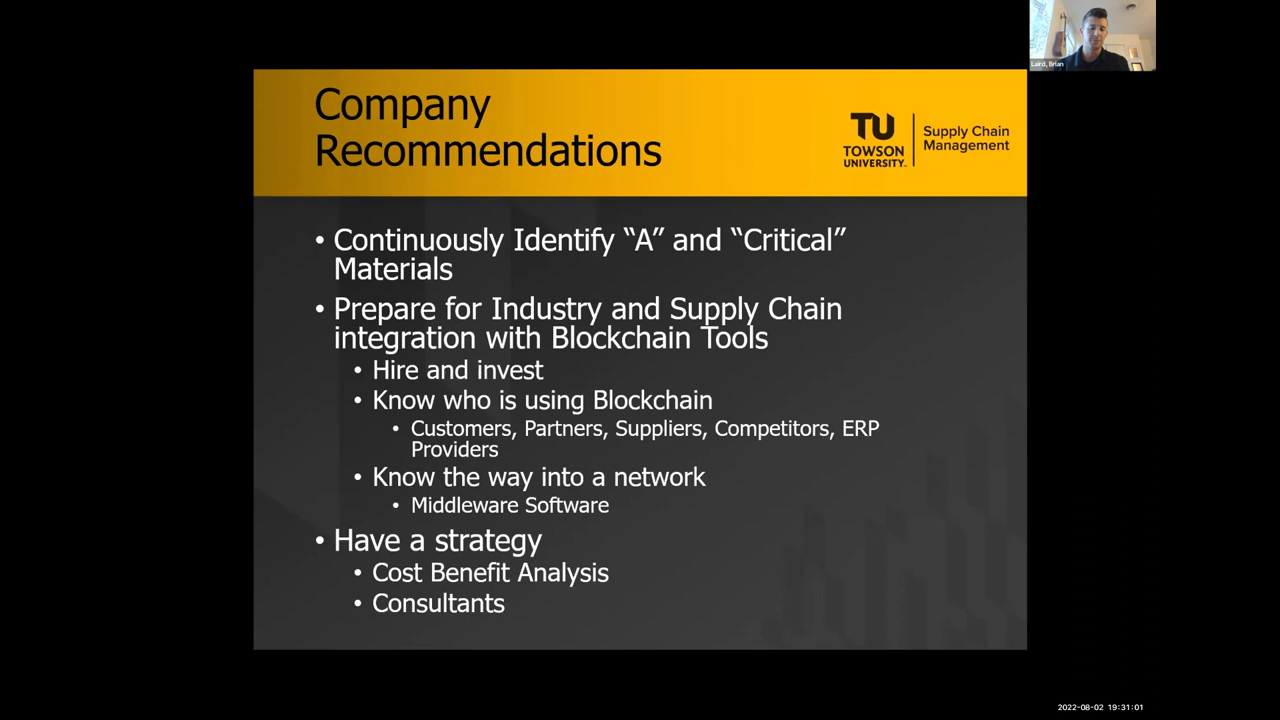 Laird, Brian
Company
Recommendations
TU
TOWSON
UNIVERSITY.
Supply Chain
Management
• Continuously Identify “A” and “Critical”
Materials
• Prepare for Industry and Supply Chain
integration with Blockchain Tools
• Hire and invest
• Know who is using Blockchain
• Customers, Partners, Suppliers, Competitors, ERP
Providers
• Know the way into a network
• Middleware Software
• Have a strategy
• Cost Benefit Analysis
• Consultants
2022-08-02 19:31:01